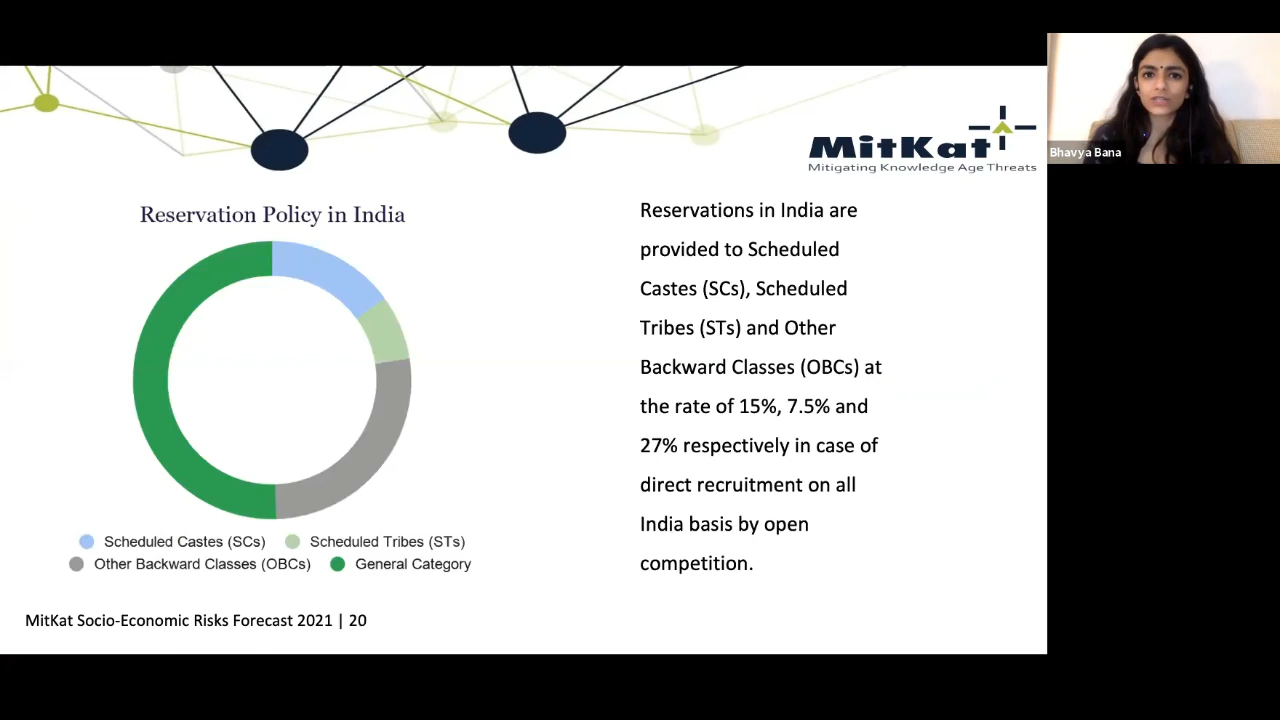 Bhavya Bana
MitKat
Mitigating Knowledge Age Threats
Reservation Policy in India
Scheduled Castes (SCs)
Scheduled Tribes (STs)
Other Backward Classes (OBCs)
General Category
Reservations in India are
provided to Scheduled
Castes (SCs), Scheduled
Tribes (STs) and Other
Backward Classes (OBCs) at
the rate of 15%, 7.5% and
27% respectively in case of
direct recruitment on all
India basis by open
competition.
MitKat Socio-Economic Risks Forecast 2021 | 20